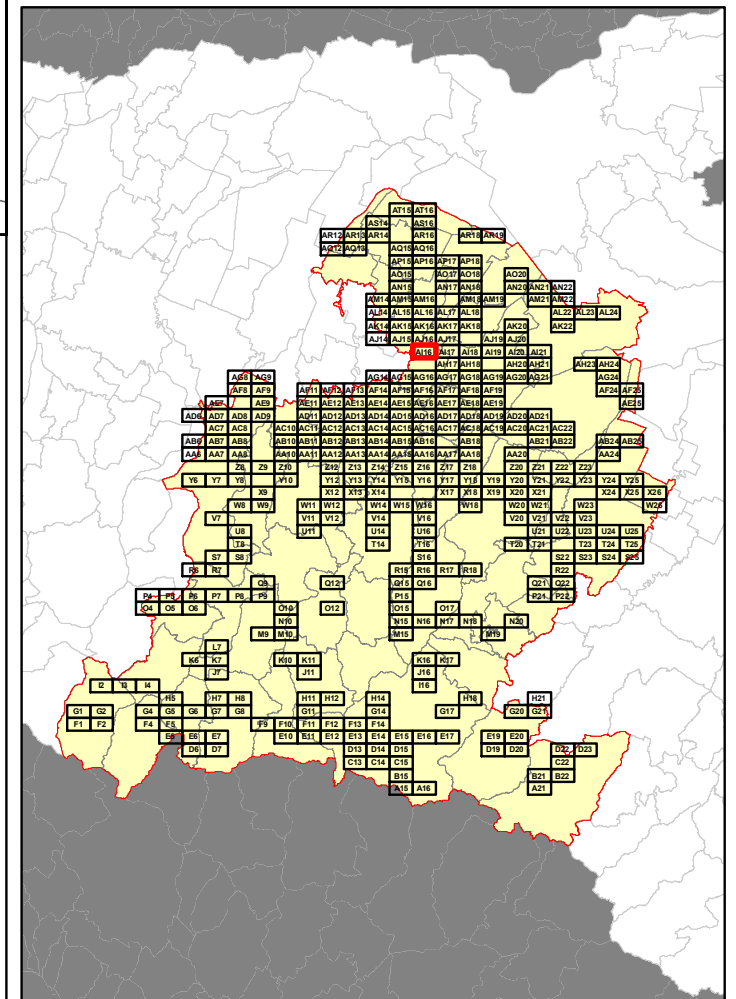 AT15 AT16
AS14 AS16
AR12 AR13 AR14 AR16 AR18 AR19
AQ12 AQ13 AQ15 AQ16
AP15 AP16 AP17 AP18
AO15 AO17 AO18 AO20
AN15 AN17 AN18 AN20 AN21 AN22
AM14 AM15 AM16 AM18 AM19 AM21 AM22
AL14 AL15 AL16 AL17 AL18 AL22 AL23 AL24
AK14 AK15 AK16 AK17 AK18 AK20 AK22
AJ14 AJ15 AJ16 AJ17 AJ19 AJ20
AI16 AI17 AI18 AI19 AI20 AI21
AH17 AH18 AH20 AH21 AH23 AH24
AG8 AG9 AG14 AG15 AG16 AG17 AG18 AG19 AG20 AG21 AG24
AF8 AF9 AF11 AF12 AF13 AF14 AF15 AF16 AF17 AF18 AF19 AF24 AF25
AE7 AE9 AE11 AE12 AE13 AE14 AE15 AE16 AE17 AE18 AE19 AE25
AD6 AD7 AD8 AD9 AD11 AD12 AD13 AD14 AD15 AD16 AD17 AD18 AD19 AD20 AD21
AC7 AC8 AC10 AC11 AC12 AC13 AC14 AC15 AC16 AC17 AC18 AC19 AC20 AC21 AC22
AB6 AB7 AB8 AB10 AB11 AB12 AB13 AB14 AB15 AB16 AB18 AB21 AB22 AB24 AB25
AA6 AA7 AA8 AA10 AA11 AA12 AA13 AA14 AA15 AA16 AA17 AA18 AA20 AA24
Z8 Z9 Z10 Z12 Z13 Z14 Z15 Z16 Z17 Z18 Z20 Z21 Z22 Z23
Y6 Y7 Y8 Y10 Y12 Y13 Y14 Y15 Y16 Y17 Y18 Y19 Y20 Y21 Y22 Y23 Y24 Y25
X9 X12 X13 X14 X17 X18 X19 X20 X21 X24 X25 X26
W8 W9 W11 W12 W14 W15 W16 W18 W20 W21 W23 W26
V7 V11 V12 V14 V16 V20 V21 V22 V23
U8 U11 U14 U16 U21 U22 U23 U24 U25
T8 T14 T16 T20 T21 T23 T24 T25
S7 S8 S16 S22 S23 S24 S25
R6 R7 R15 R16 R17 R18 R22
Q9 Q12 Q15 Q16 Q21 Q22
P4 P5 P6 P7 P8 P9 P15 P21 P22
O4 O5 O6 O10 O12 O15 O17
N10 N15 N16 N17 N18 N20
M9 M10 M15 M19
L7
K6 K7 K10 K11 K16 K17
J7 J11 J16
I2 I3 I4 I16
H5 H7 H8 H11 H12 H14 H18 H21
G1 G2 G4 G5 G6 G7 G8 G11 G14 G17 G20 G21
F1 F2 F4 F5 F9 F10 F11 F12 F13 F14
E5 E6 E7 E10 E11 E12 E13 E14 E15 E16 E17 E19 E20
D6 D7 D13 D14 D15 D19 D20 D22 D23
C13 C14 C15 C22
B15 B21 B22
A15 A16 A21